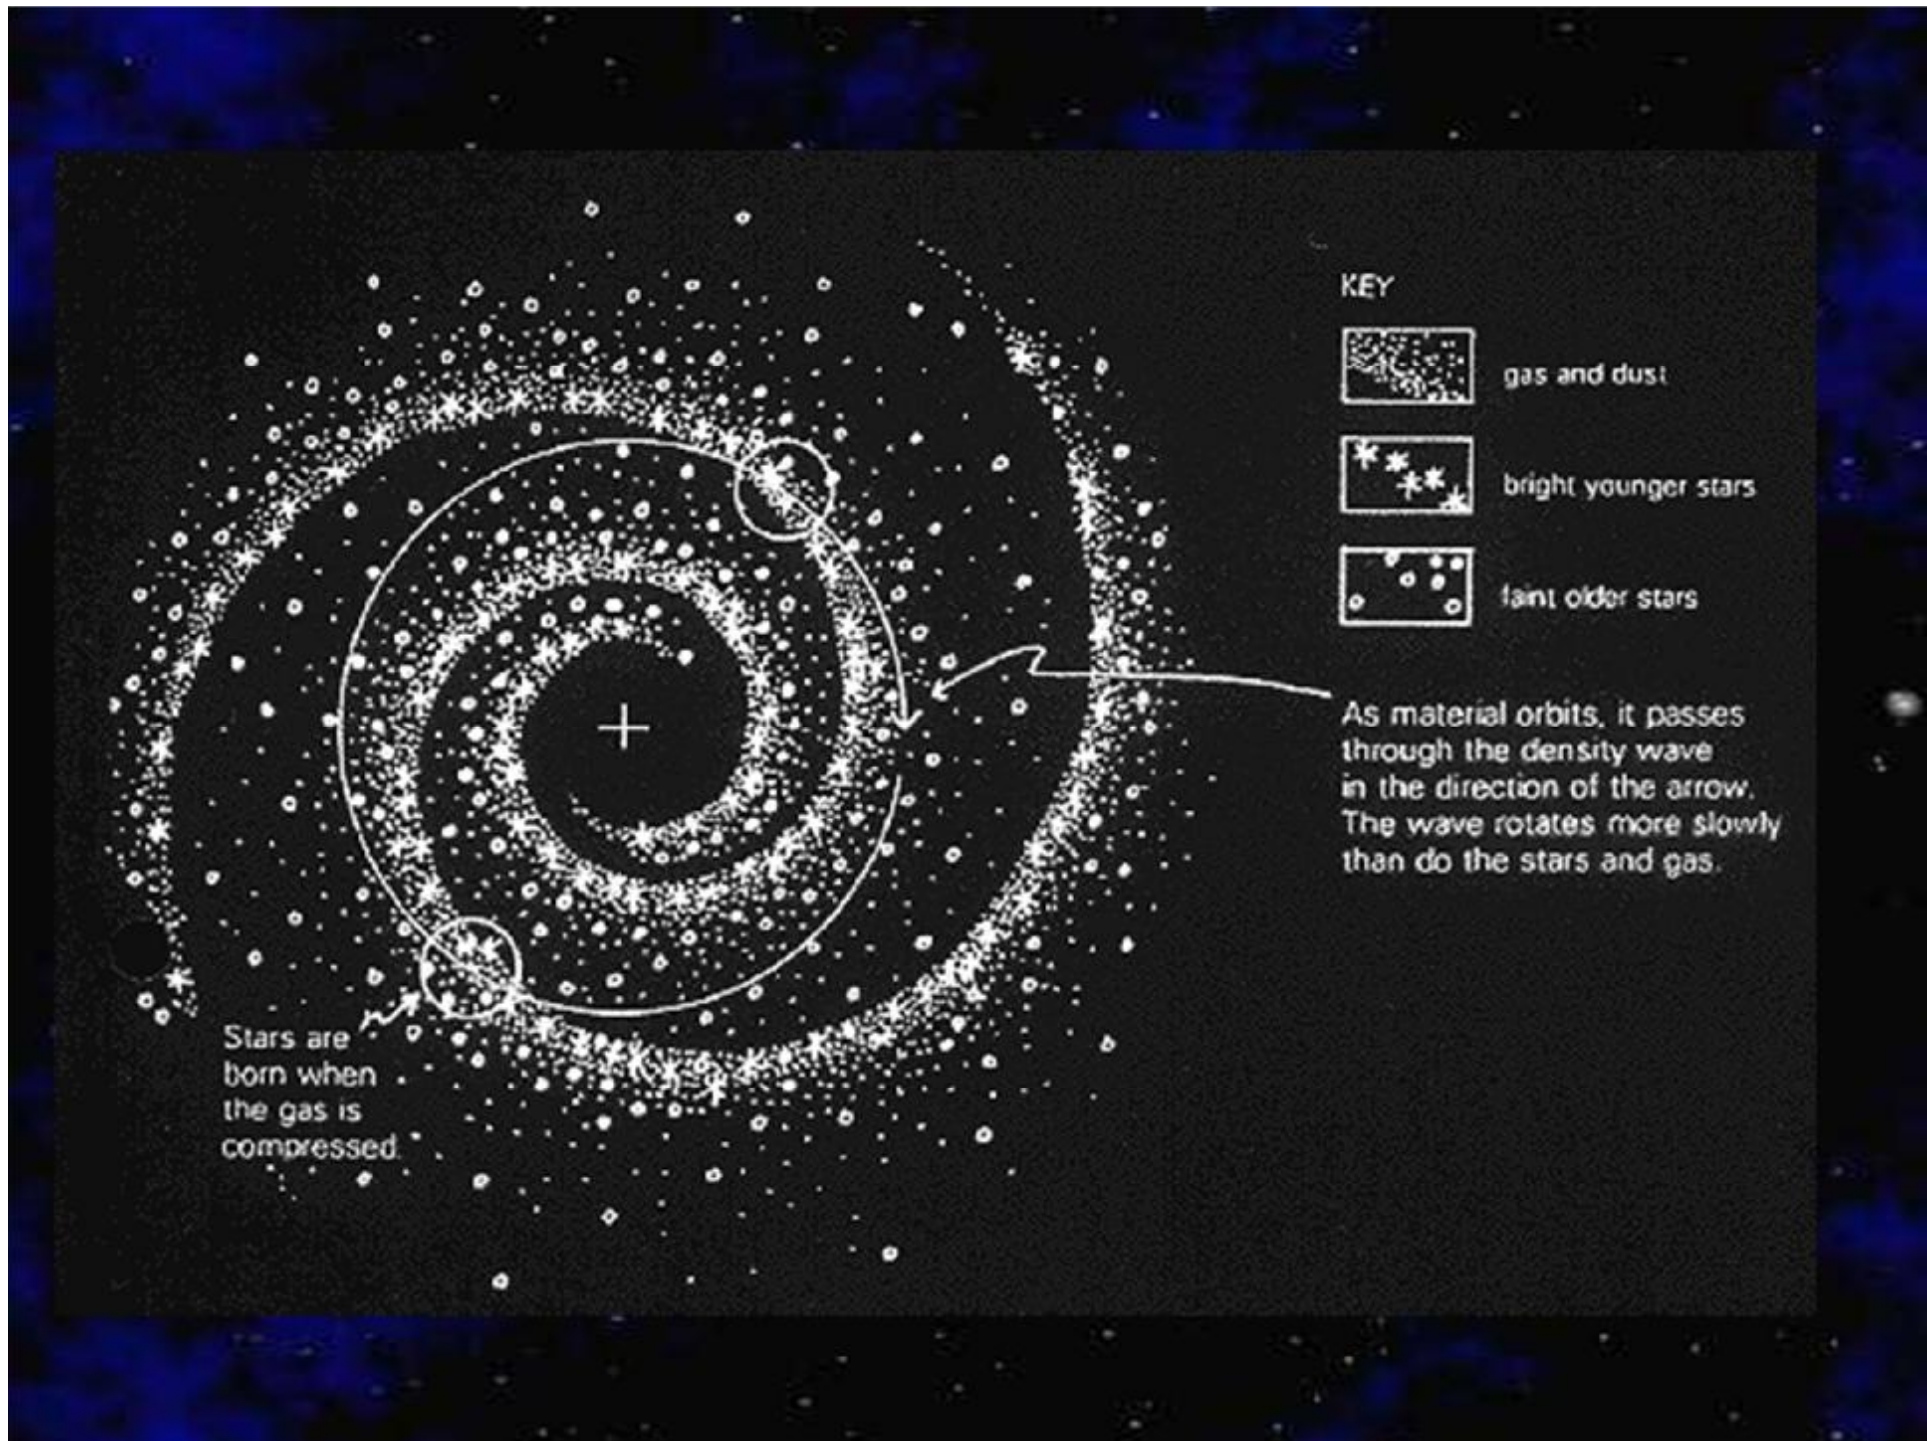 KEY
gas and dust
bright younger stars
faint older stars
As material orbits, it passes
through the density wave
in the direction of the arrow.
The wave rotates more slowly
than do the stars and gas.
Stars are
born when
the gas is
compressed.